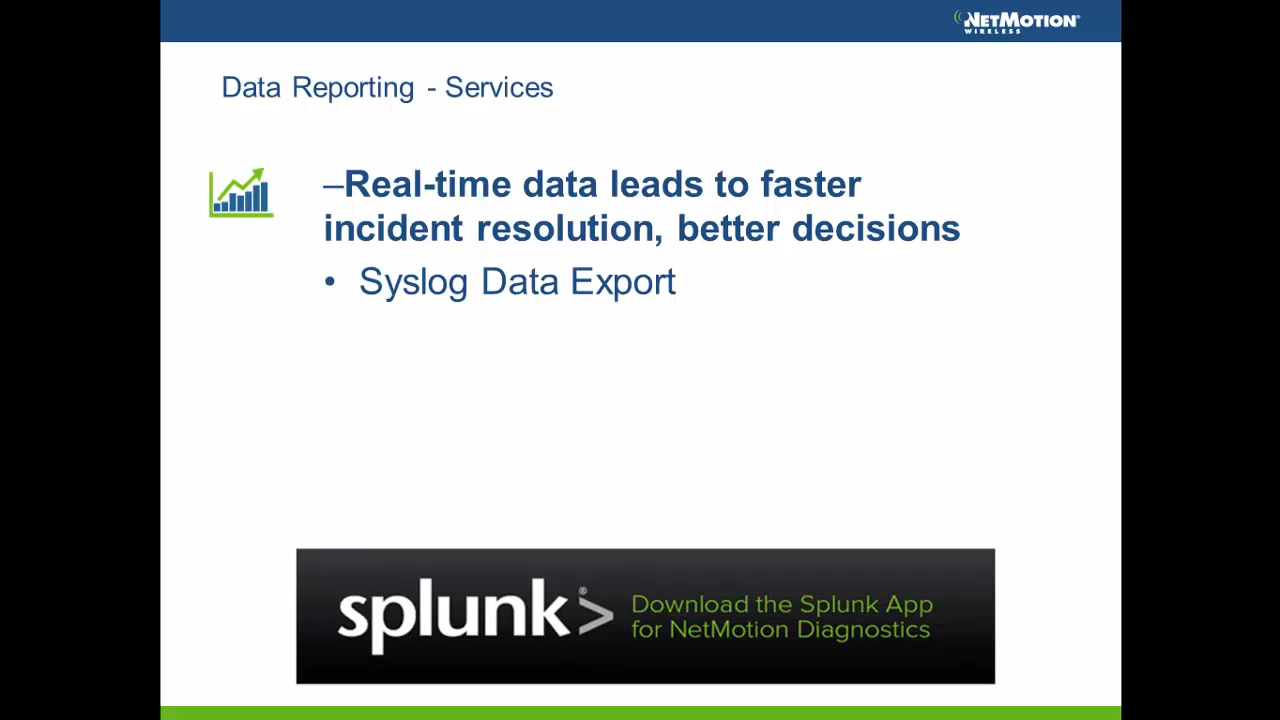 NETMOTION®
WIRELESS
Data Reporting - Services
–Real-time data leads to faster
incident resolution, better decisions
• Syslog Data Export
splunk®>
Download the Splunk App
for NetMotion Diagnostics